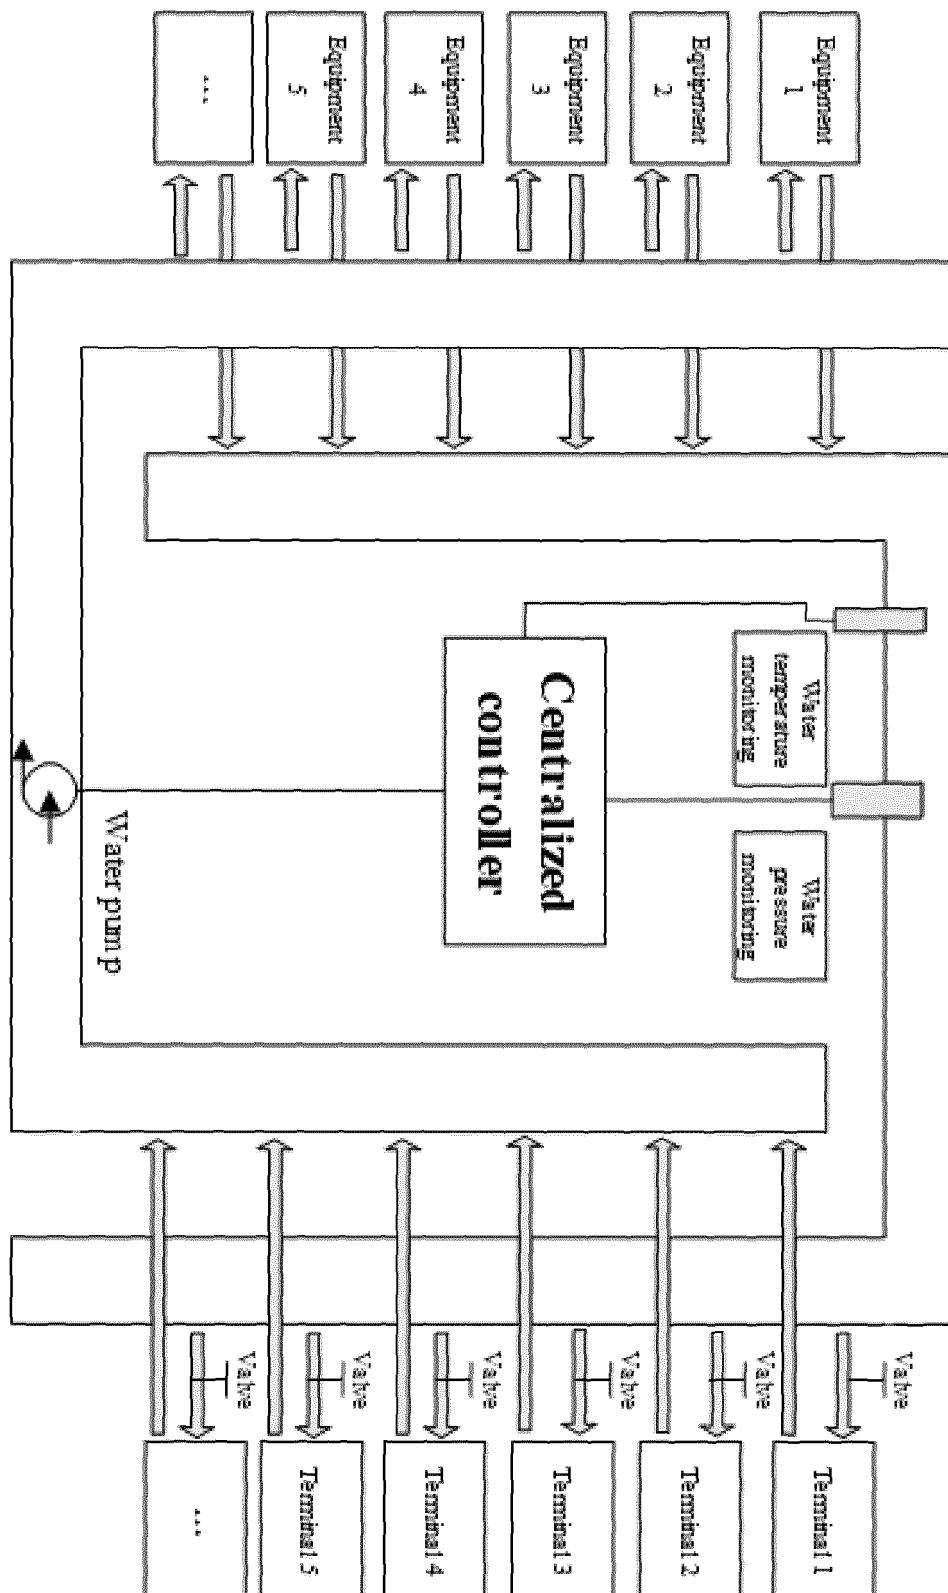 Equipment
1
Equipment
2
Equipment
3
Equipment
4
Equipment
5
...
Water
temperature
monitoring
Water
pressure
monitoring
Centralized
controller
Water pump
Valve
Valve
Valve
Valve
Valve
Valve
Terminal 1
Terminal 2
Terminal 3
Terminal 4
Terminal 5
...